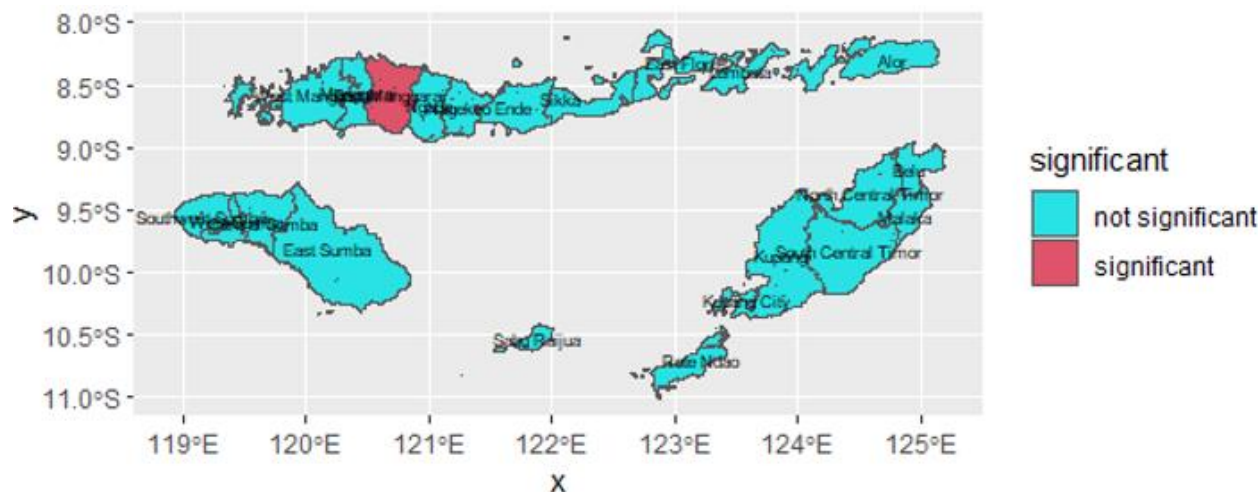 8.0°S
8.5°S
9.0°S
9.5°S
10.0°S
10.5°S
11.0°S
y
119°E 120°E 121°E 122°E 123°E 124°E 125°E
x
Alor
Sikka
Ende
Belu
North Central Timor
Malaka
South Central Timor
Kupang
Kupang City
East Sumba
Sabu Raijua
Rote Ndao
significant
not significant
significant